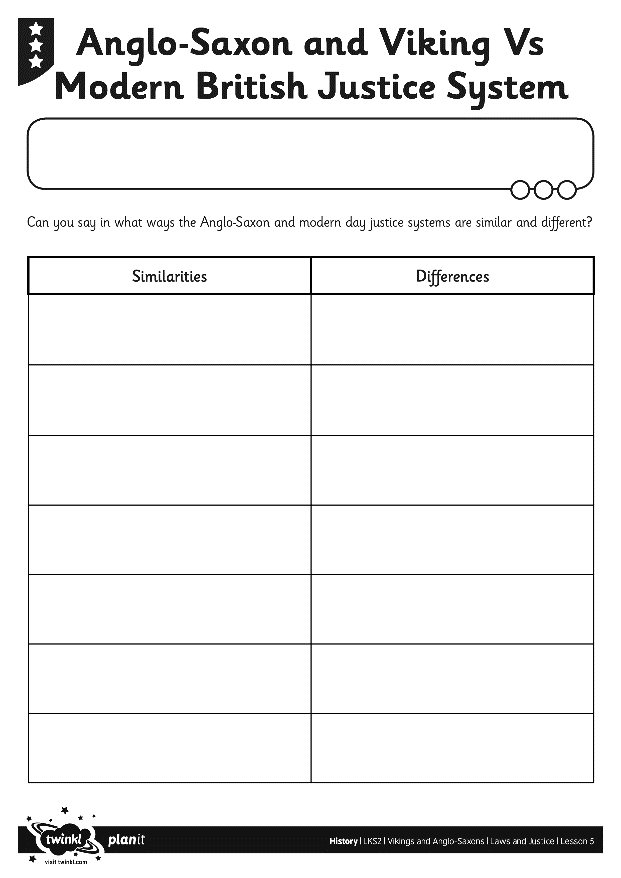 Anglo-Saxon and Viking Vs
Modern British Justice System
Can you say in what ways the Anglo-Saxon and modern day justice systems are similar and different?
Similarities
Differences
twinkl
planit
visit twinkl.com
History | LKS2 | Vikings and Anglo-Saxons | Laws and Justice | Lesson 5